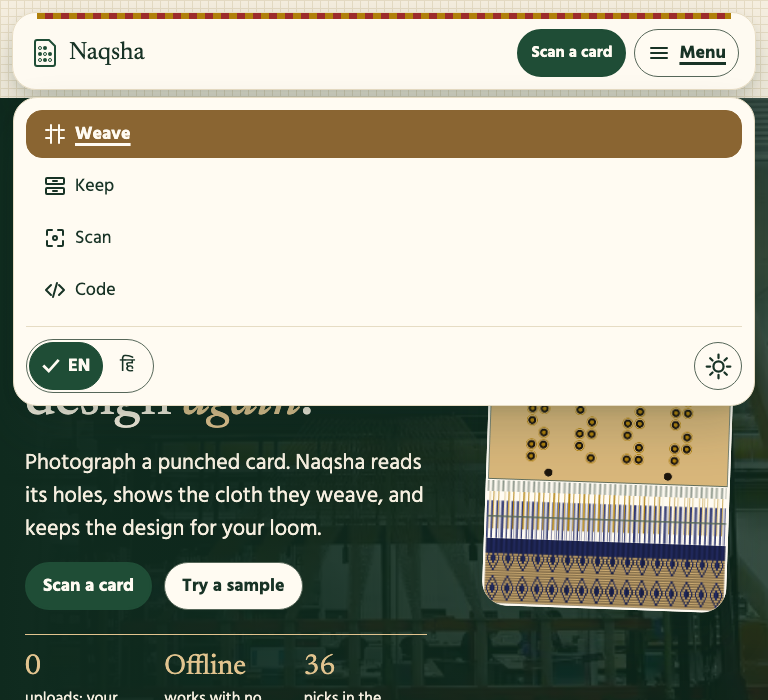 Naqsha
Scan a card
Menu
Weave
Keep
Scan
Code
EN
हि
design again.
Photograph a punched card. Naqsha reads
its holes, shows the cloth they weave, and
keeps the design for your loom.
Scan a card
Try a sample
0
Offline
36
uploads: your
works with no
picks in the